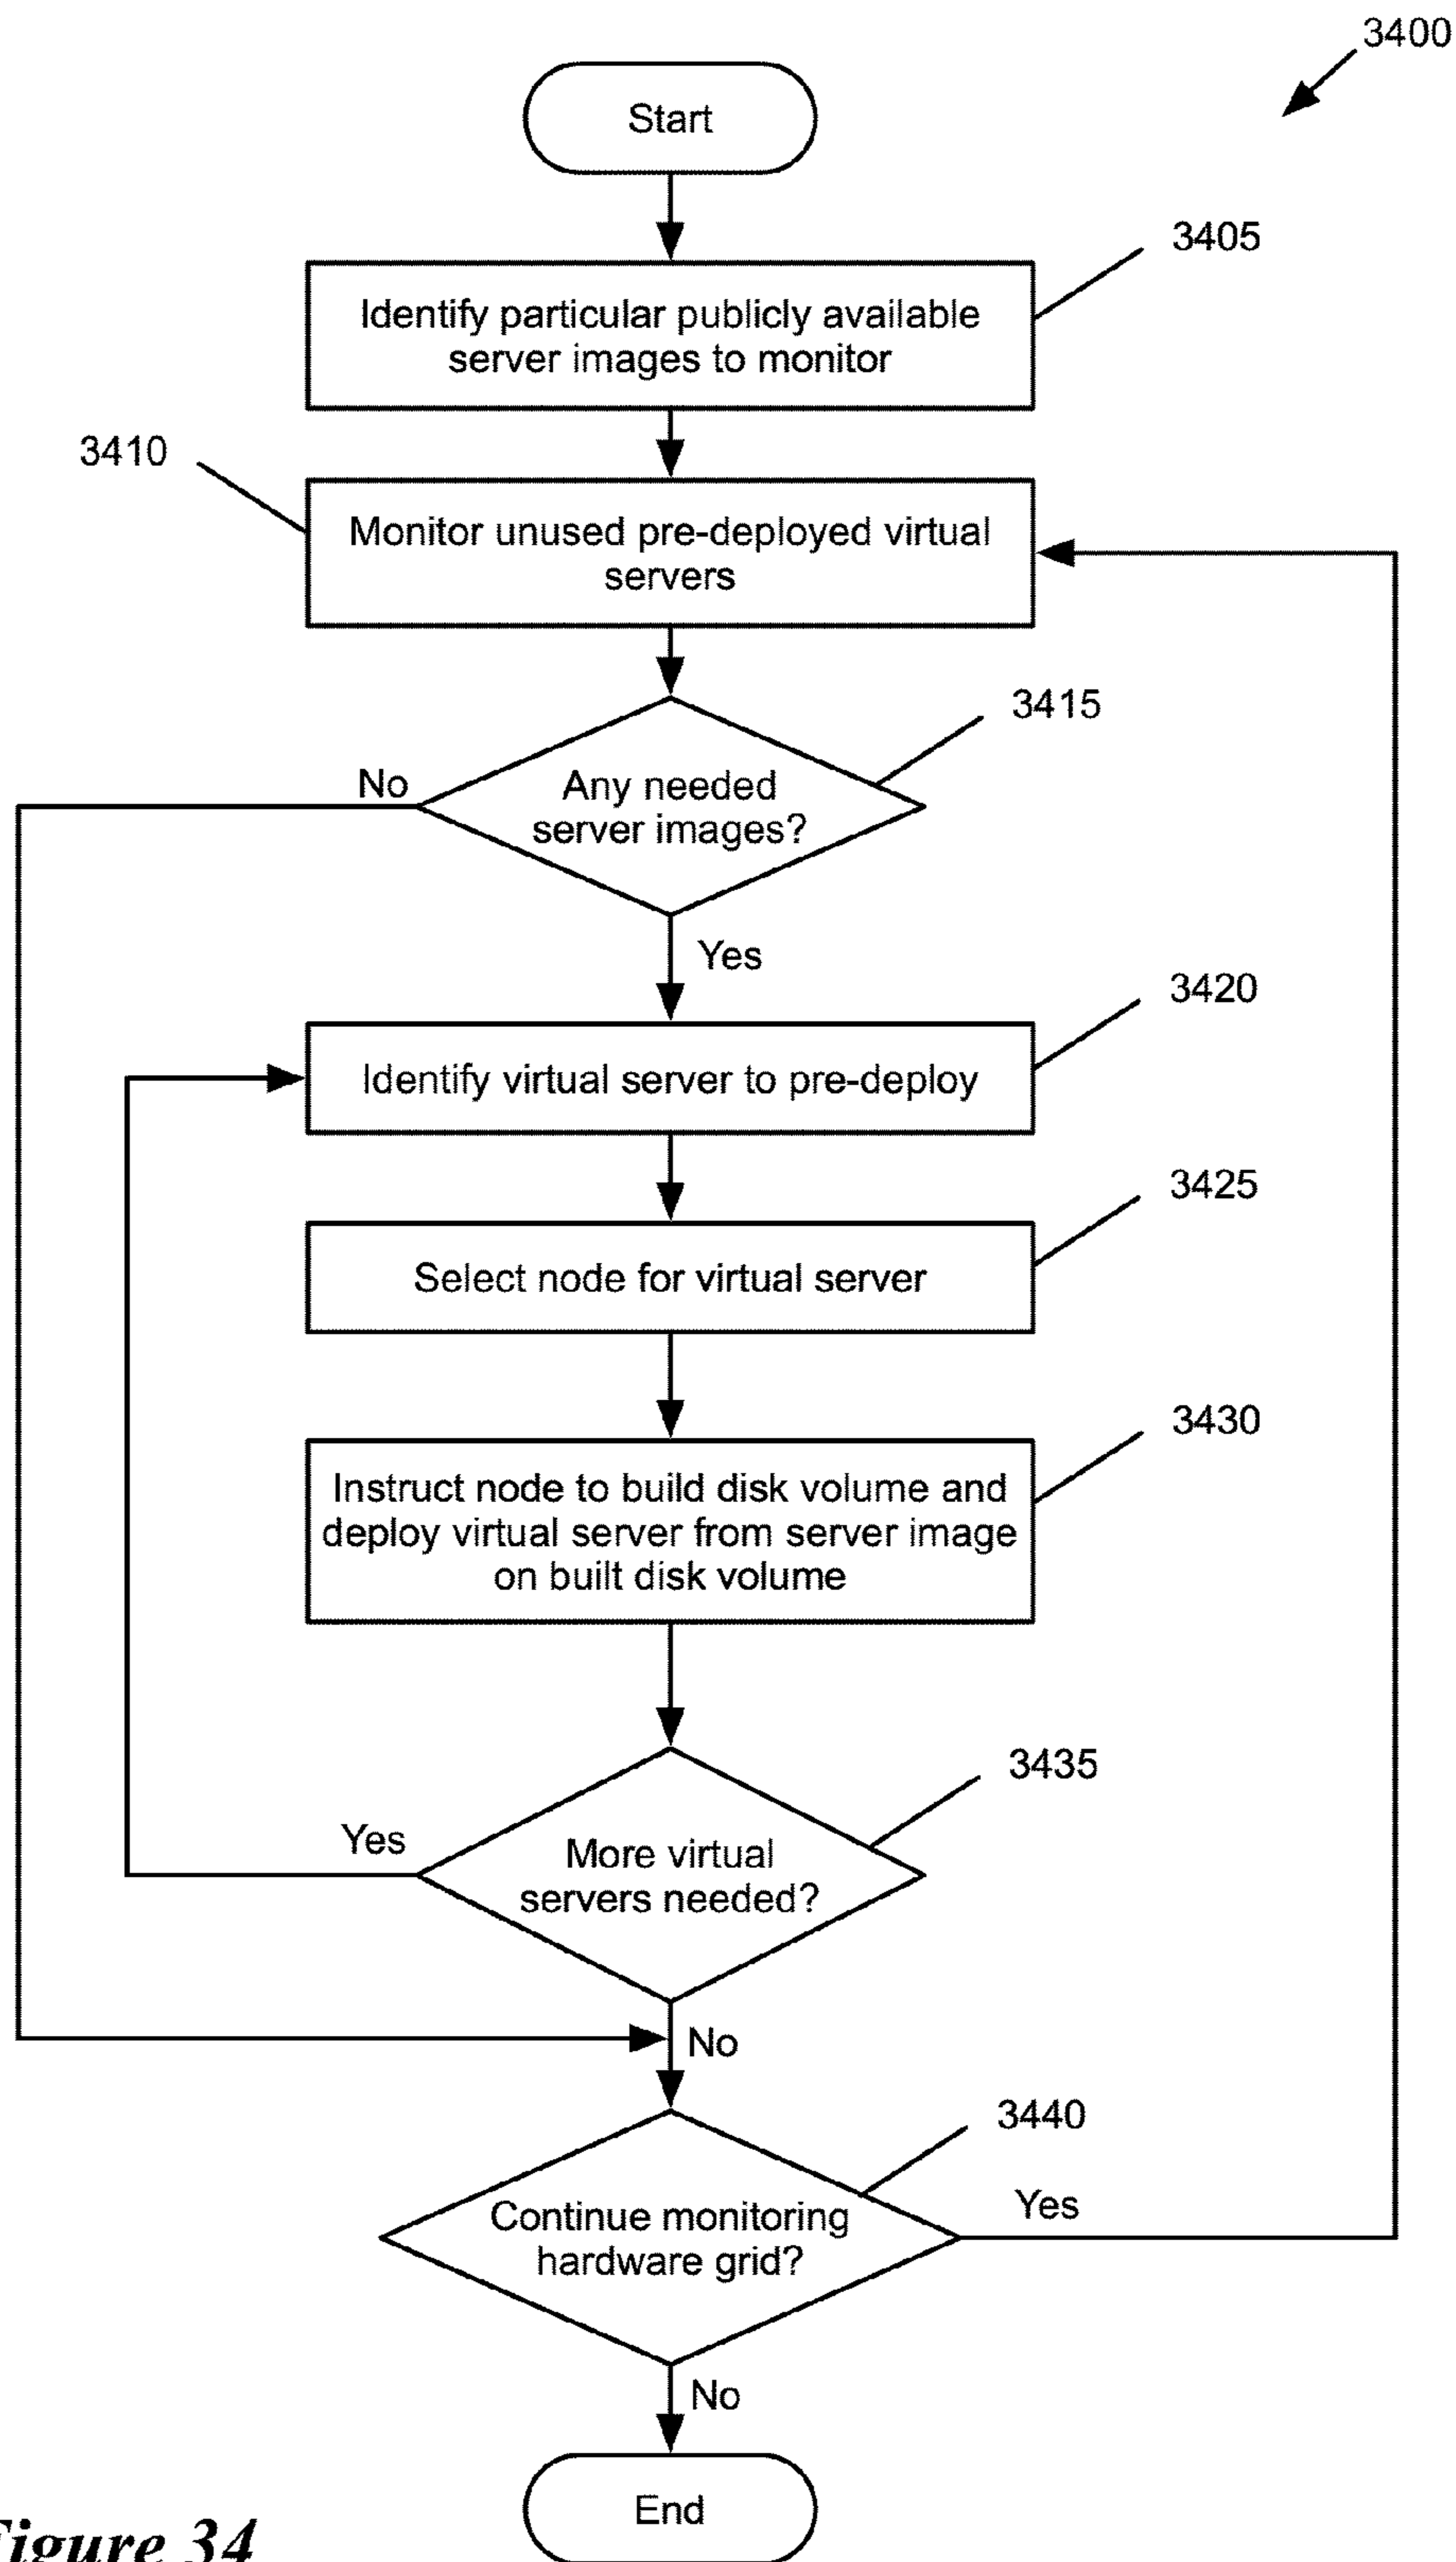 3400
Start
3405
Identify particular publicly available
server images to monitor
3410
Monitor unused pre-deployed virtual
servers
3415
No
Any needed
server images?
Yes
3420
Identify virtual server to pre-deploy
3425
Select node for virtual server
3430
Instruct node to build disk volume and
deploy virtual server from server image
on built disk volume
3435
Yes
More virtual
servers needed?
No
3440
Continue monitoring
hardware grid?
Yes
No
End
Figure 34